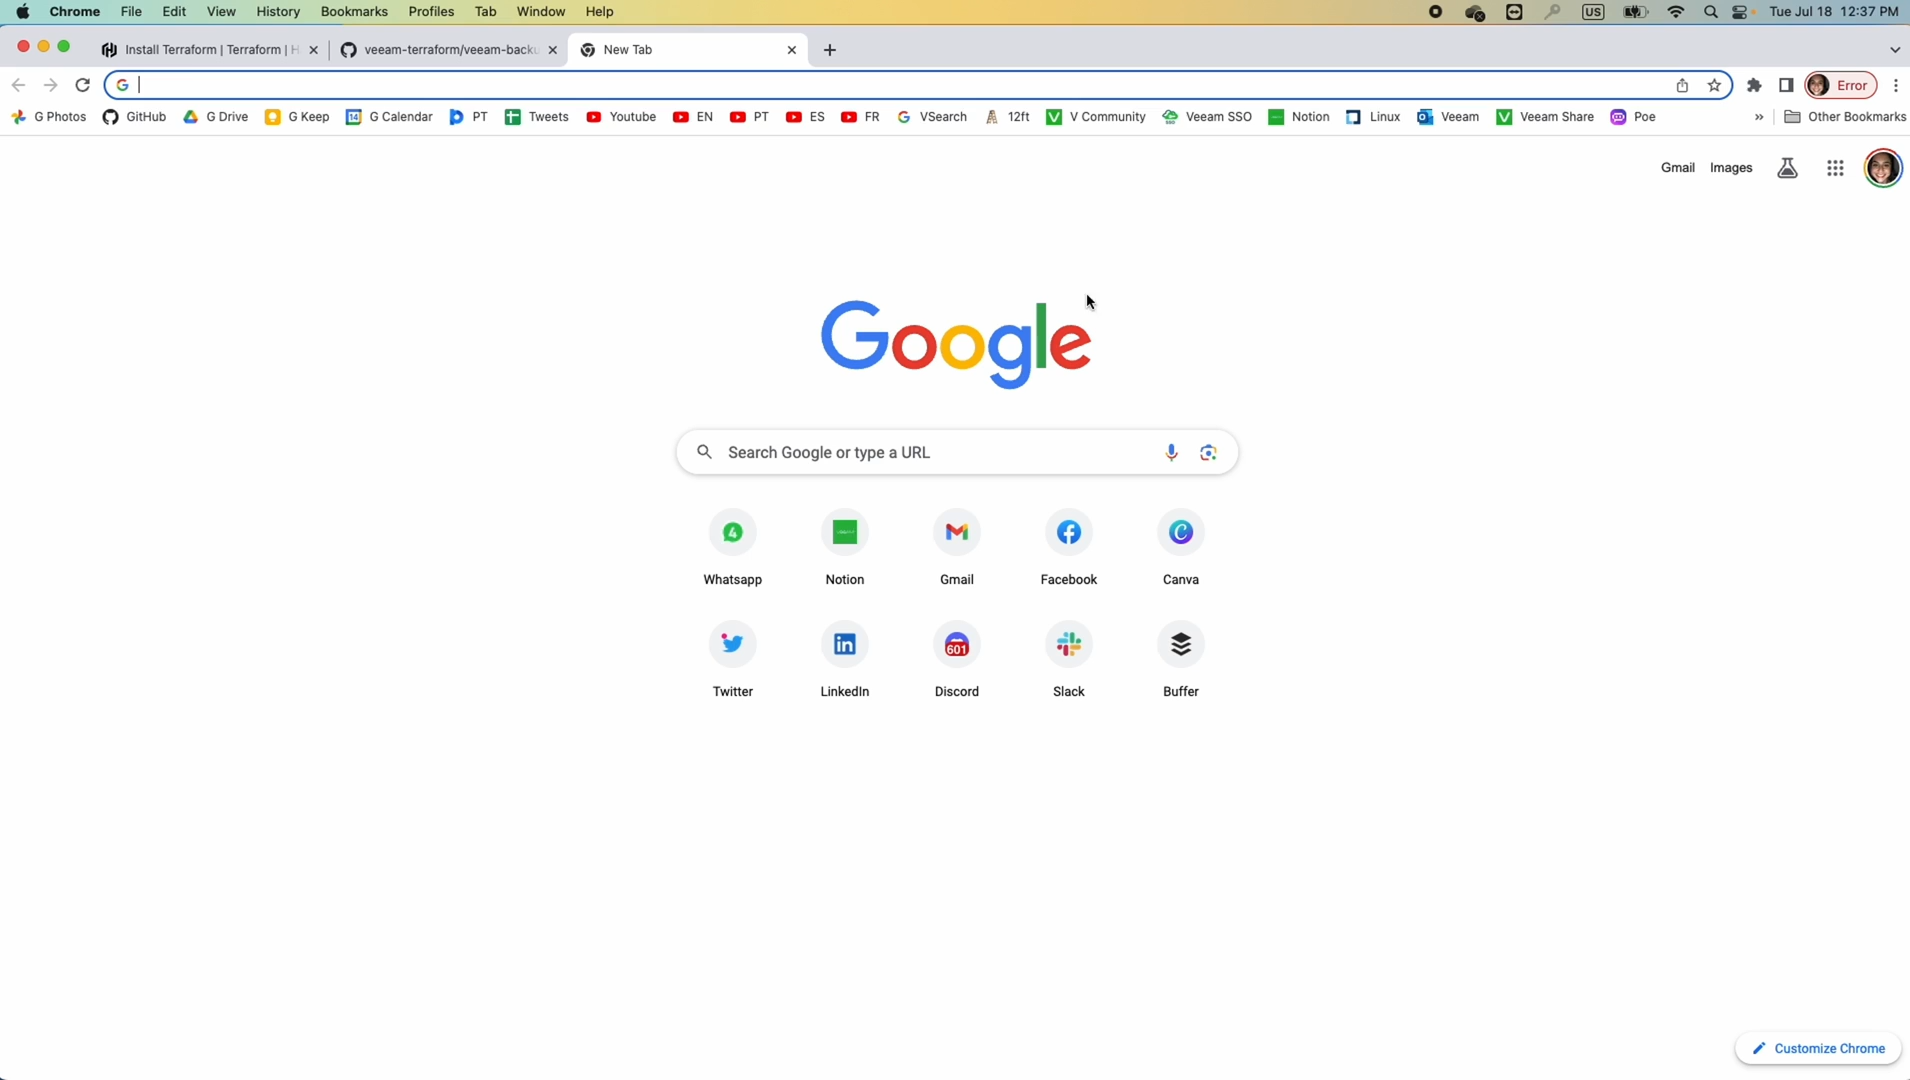 Chrome File Edit View History Bookmarks Profiles Tab Window Help US Tue Jul 18 12:37 PM
Install Terraform | Terraform | H veeam-terraform/veeam-backu New Tab
Error
G Photos GitHub G Drive G Keep 14 G Calendar PT Tweets Youtube EN PT ES FR VSearch 12ft V Community Veeam SSO Notion Linux Veeam Veeam Share Poe » Other Bookmarks
Gmail Images
Google
Search Google or type a URL
4
Whatsapp Notion Gmail Facebook Canva
601
Twitter LinkedIn Discord Slack Buffer
Customize Chrome